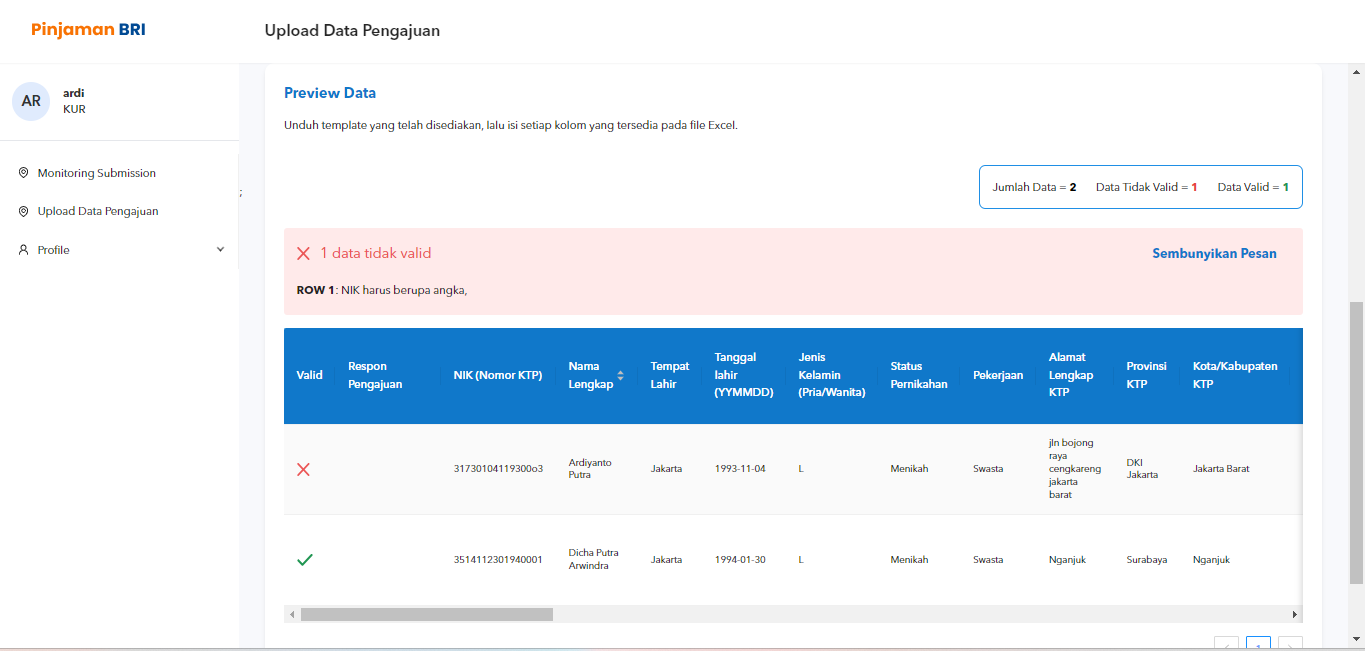 Pinjaman BRI
Upload Data Pengajuan
AR
ardi
KUR
Monitoring Submission
Upload Data Pengajuan
Profile
;
Preview Data
Unduh template yang telah disediakan, lalu isi setiap kolom yang tersedia pada file Excel.
Jumlah Data = 2 Data Tidak Valid = 1 Data Valid = 1
1 data tidak valid
Sembunyikan Pesan
ROW 1: NIK harus berupa angka,
Valid
Respon
Pengajuan
NIK (Nomor KTP)
Nama
Lengkap
Tempat
Lahir
Tanggal
lahir
(YYMMDD)
Jenis
Kelamin
(Pria/Wanita)
Status
Pernikahan
Pekerjaan
Alamat
Lengkap
KTP
Provinsi
KTP
Kota/Kabupaten
KTP
31730104119300o3
Ardiyanto
Putra
Jakarta
1993-11-04
L
Menikah
Swasta
jln bojong
raya
cengkareng
jakarta
barat
DKI
Jakarta
Jakarta Barat
3514112301940001
Dicha Putra
Arwindra
Jakarta
1994-01-30
L
Menikah
Swasta
Nganjuk
Surabaya
Nganjuk
1